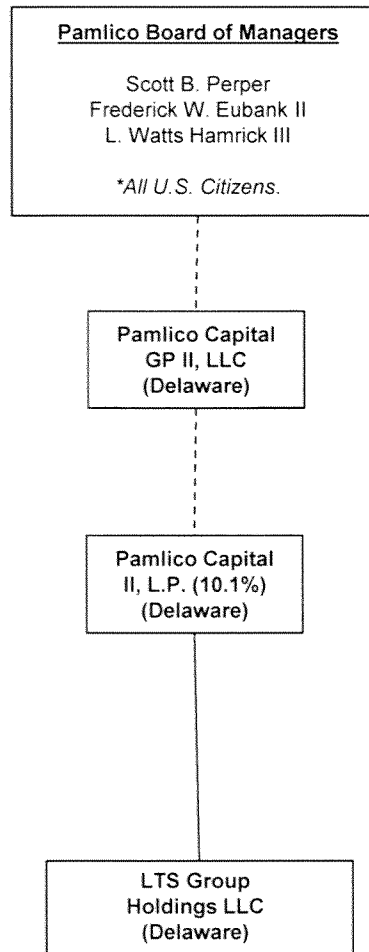 Pamlico Board of Managers
Scott B. Perper
Frederick W. Eubank II
L. Watts Hamrick III
*All U.S. Citizens.
Pamlico Capital
GP II, LLC
(Delaware)
Pamlico Capital
II, L.P. (10.1%)
(Delaware)
LTS Group
Holdings LLC
(Delaware)